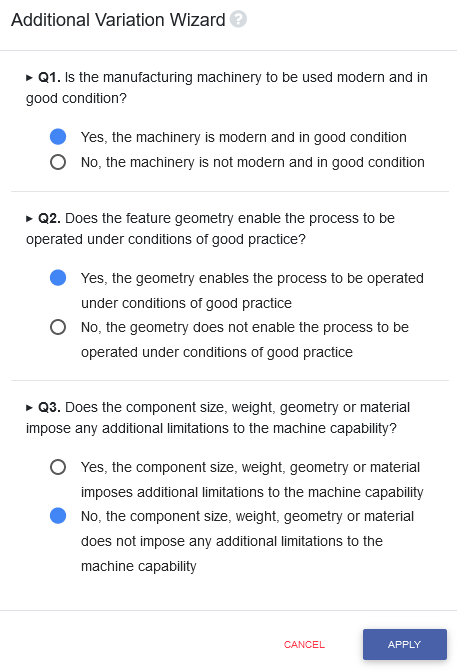 Additional Variation Wizard ?
▸ Q1. Is the manufacturing machinery to be used modern and in
good condition?
Yes, the machinery is modern and in good condition
No, the machinery is not modern and in good condition
▸ Q2. Does the feature geometry enable the process to be
operated under conditions of good practice?
Yes, the geometry enables the process to be operated
under conditions of good practice
No, the geometry does not enable the process to be
operated under conditions of good practice
▸ Q3. Does the component size, weight, geometry or material
impose any additional limitations to the machine capability?
Yes, the component size, weight, geometry or material
imposes additional limitations to the machine capability
No, the component size, weight, geometry or material
does not impose any additional limitations to the
machine capability
CANCEL APPLY